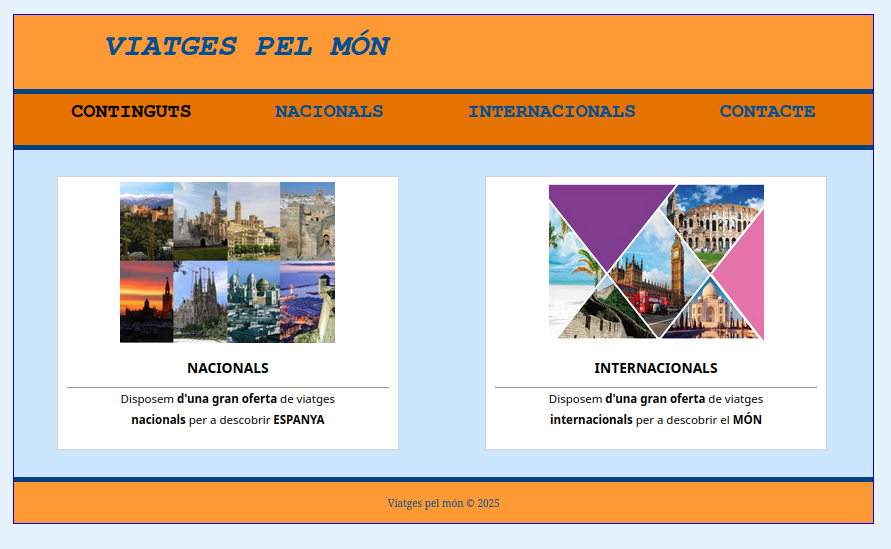 VIATGES PEL MÓN
CONTINGUTS NACIONALS INTERNACIONALS CONTACTE
NACIONALS
Disposem d'una gran oferta de viatges
nacionals per a descobrir ESPANYA
INTERNACIONALS
Disposem d'una gran oferta de viatges
internacionals per a descobrir el MÓN
Viatges pel món © 2025